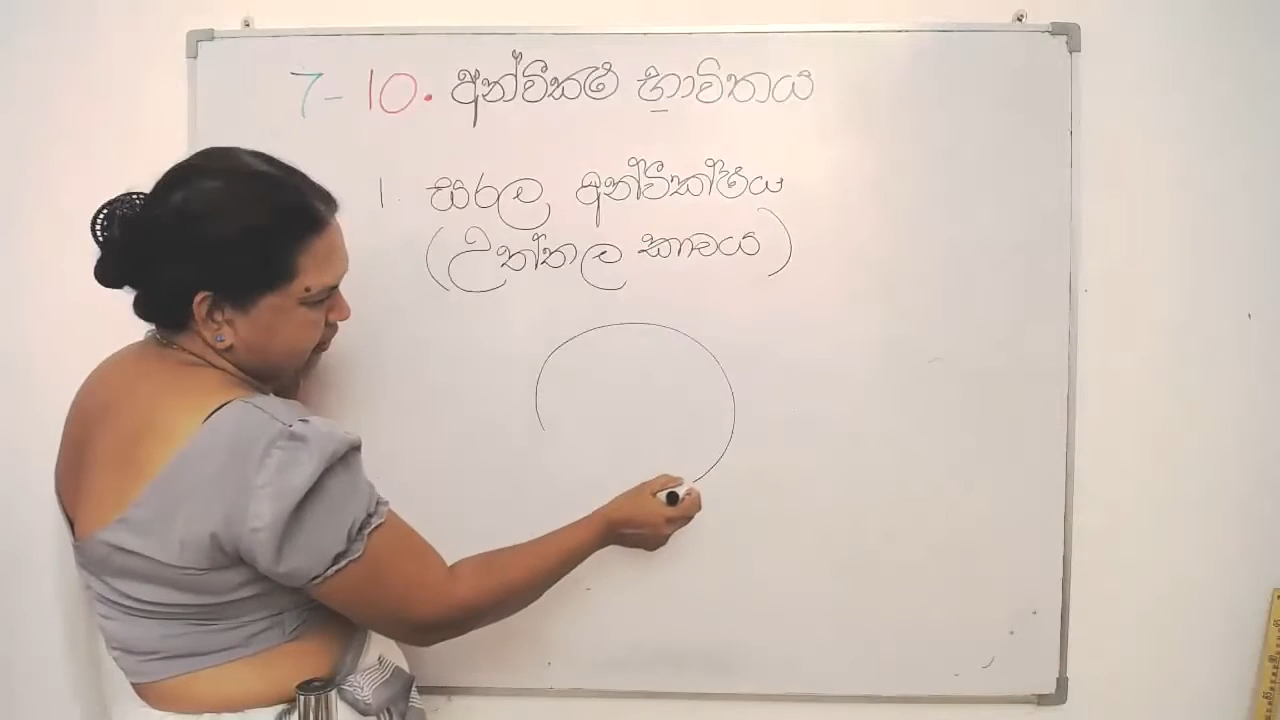 7-10. අන්වීක්ෂ භාවිතය
1. සරල අන්වීක්ෂය
(උත්තල කාචය)